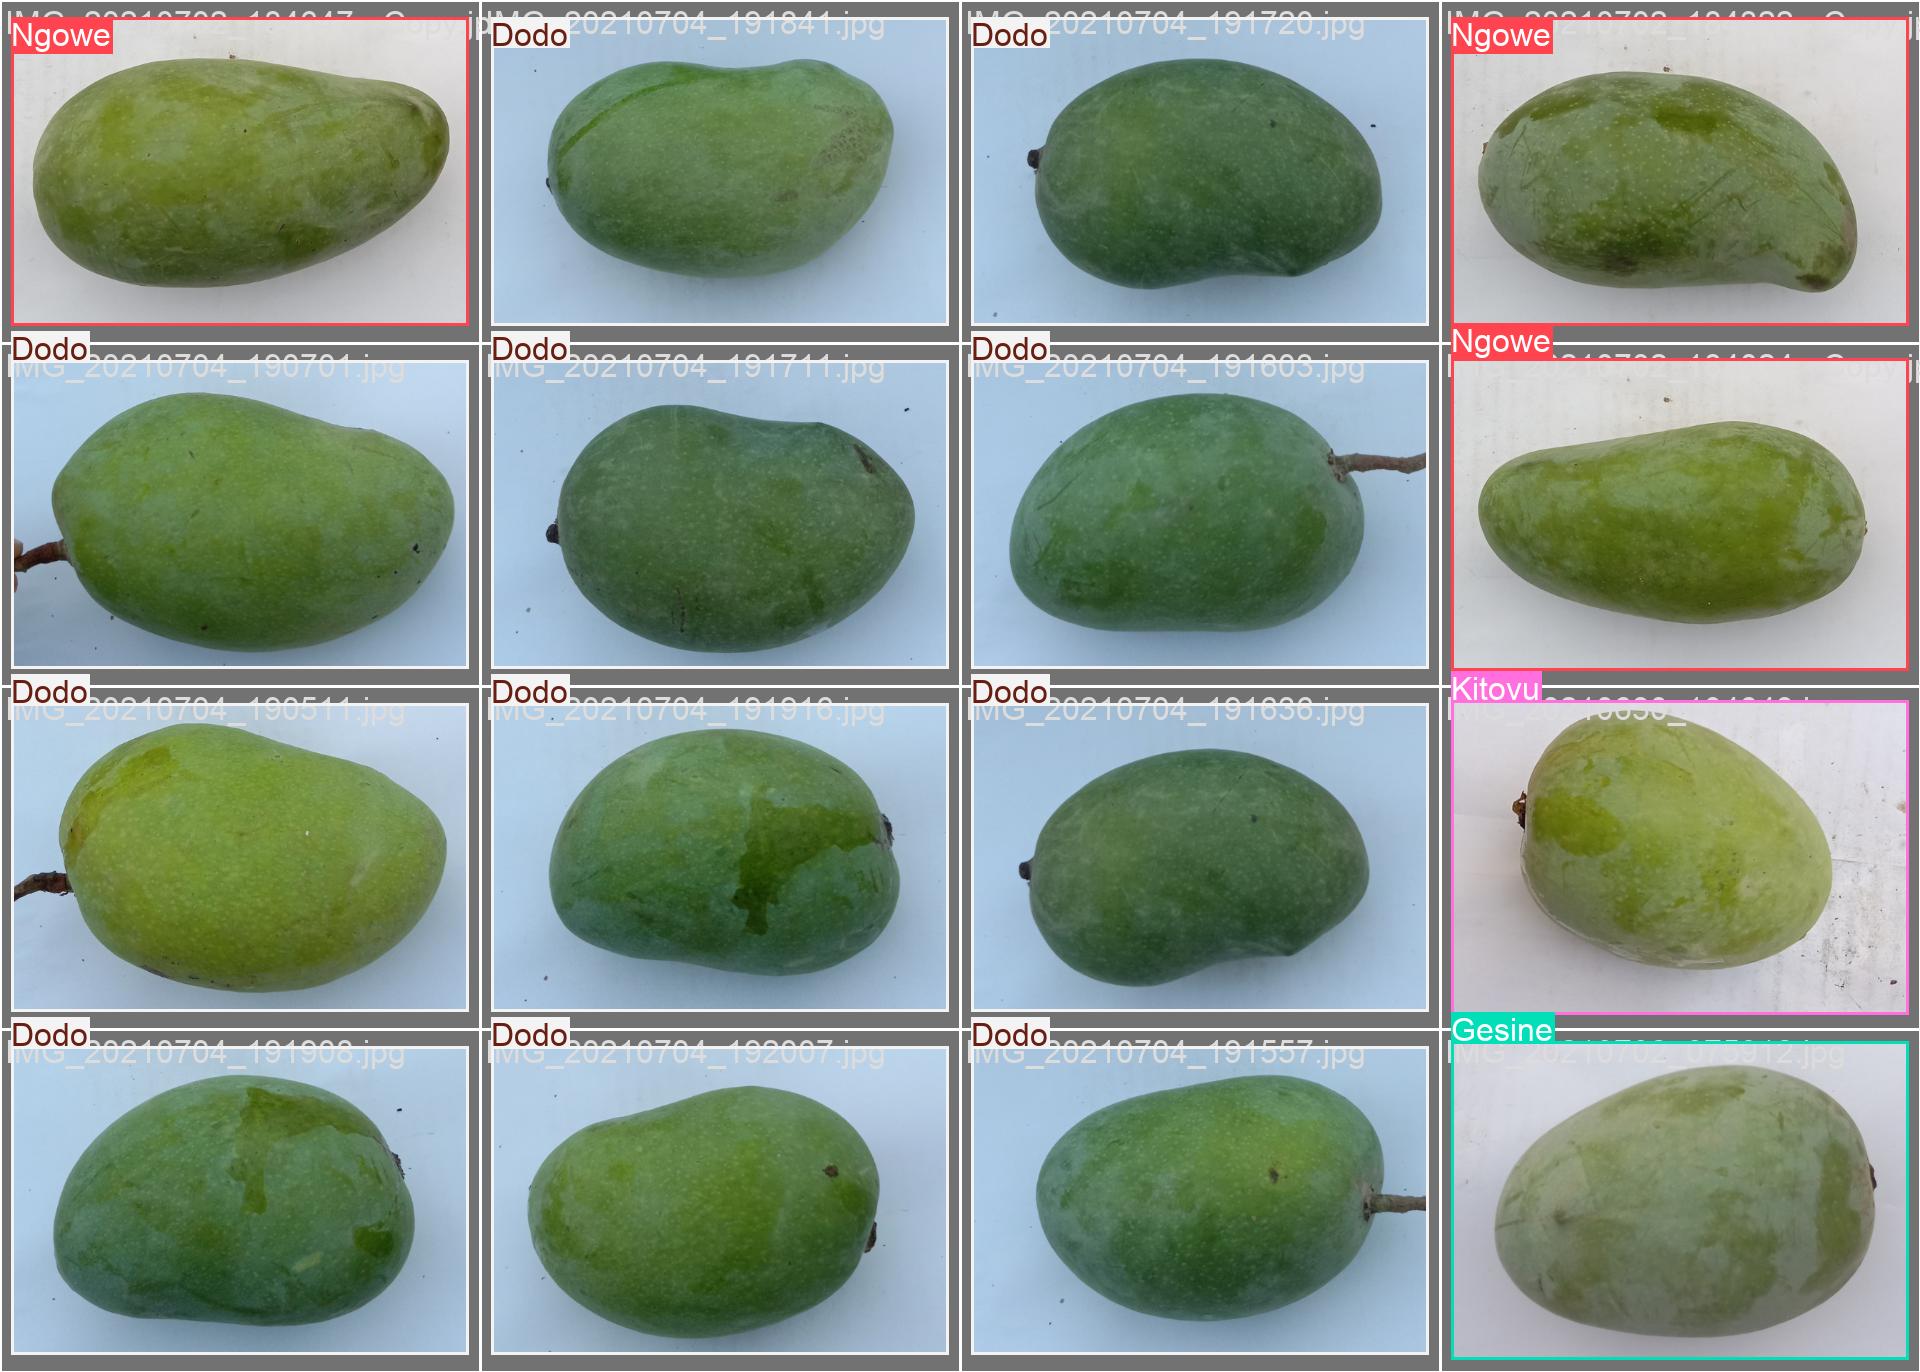 Ngowe
Dodo
20210704_191841.jpg
Dodo
20210704_191720.jpg
Ngowe
Dodo
IMG_20210704_190701.jpg
Dodo
IMG_20210704_191711.jpg
Dodo
IMG_20210704_191603.jpg
Ngowe
Dodo
IMG_20210704_190511.jpg
Dodo
IMG_20210704_191916.jpg
Dodo
IMG_20210704_191636.jpg
Kitovu
Dodo
IMG_20210704_191908.jpg
Dodo
IMG_20210704_192007.jpg
Dodo
IMG_20210704_191557.jpg
Gesine